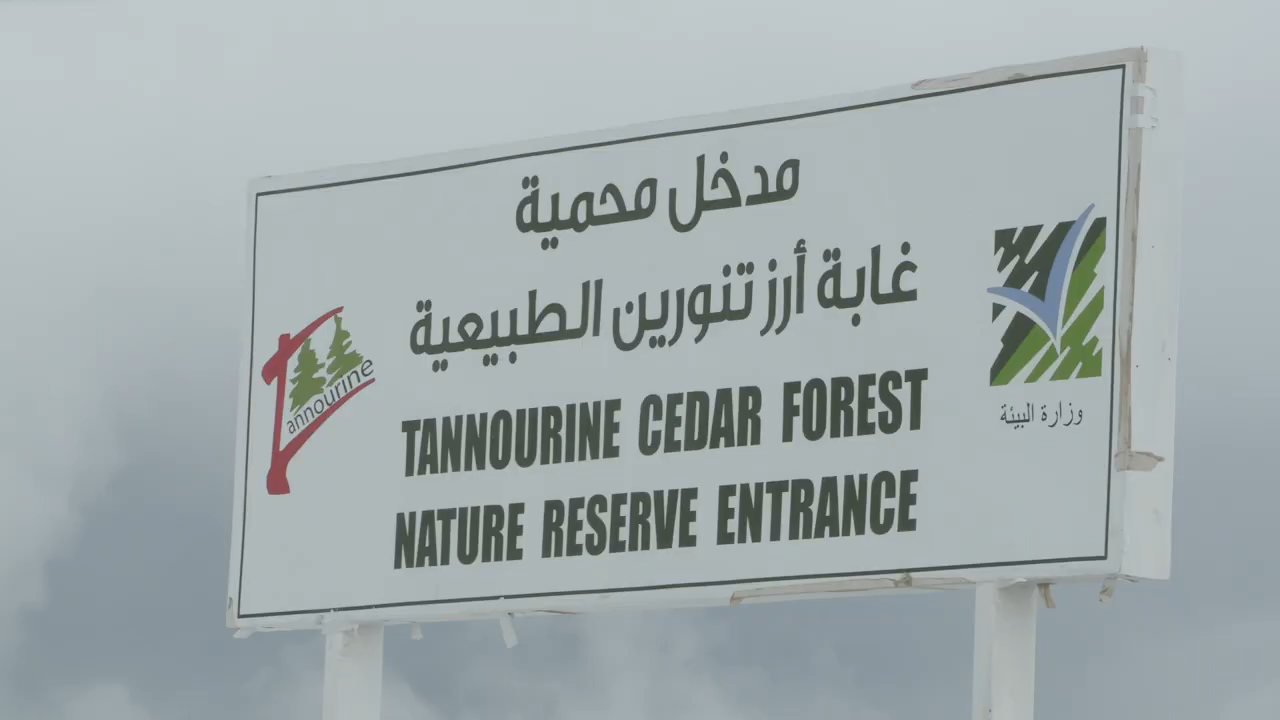 مدخل محمية
غابة أرز تنورين الطبيعية
TANNOURINE CEDAR FOREST
NATURE RESERVE ENTRANCE
Tannourine
وزارة البيئة